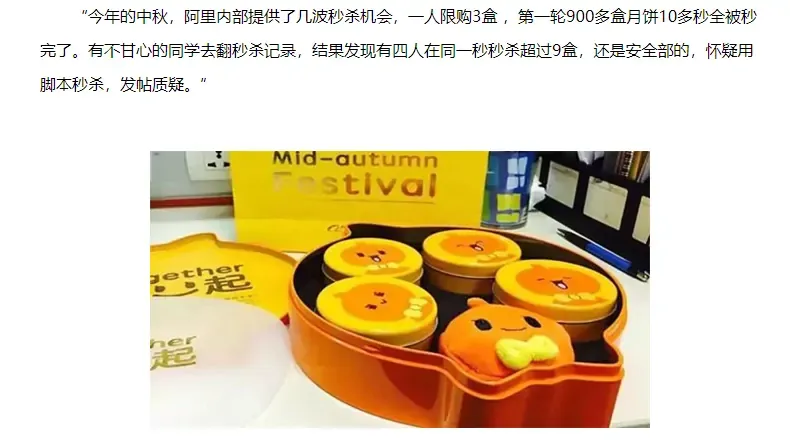 “今年的中秋，阿里内部提供了几波秒杀机会，一人限购3盒 ，第一轮900多盒月饼10多秒全被秒
完了。有不甘心的同学去翻秒杀记录，结果发现有四人在同一秒秒杀超过9盒，还是安全部的，怀疑用
脚本秒杀，发帖质疑。”
Mid-autumn
Festival
gether
一起
ther
起